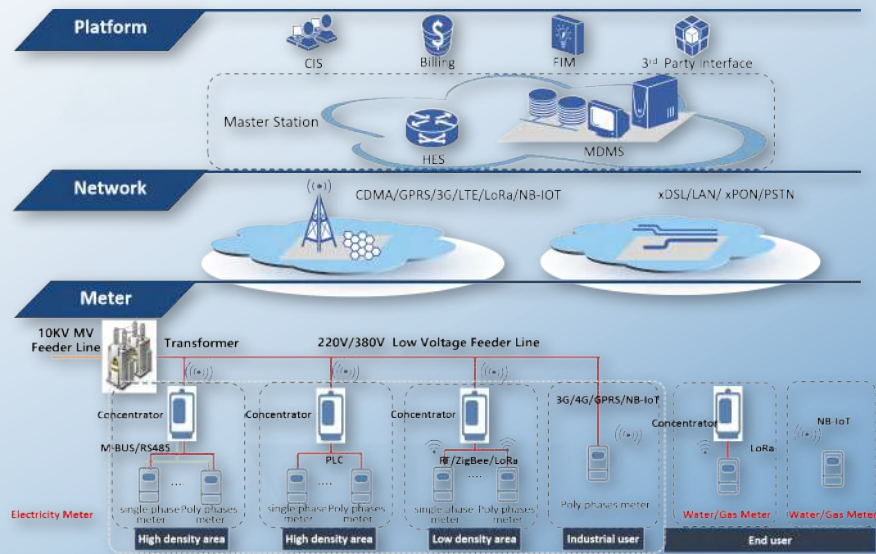 Platform
CIS
Billing
FIM
3rd Party Interface
Master Station
HES
MDMS
Network
CDMA/GPRS/3G/LTE/LoRa/NB-IOT
xDSL/LAN/ xPON/PSTN
Meter
10KV MV
Feeder Line
Transformer
220V/380V Low Voltage Feeder Line
Concentrator
Concentrator
Concentrator
3G/4G/GPRS/NB-IoT
Concentrator
NB-IoT
M-BUS/RS485
PLC
RF/ZigBee/LoRa
LoRa
....
....
....
Electricity Meter
single phase
meter
Poly phases
meter
single phase
meter
Poly phases
meter
single phase
meter
Poly phases
meter
Poly phases meter
Water/Gas Meter
Water/Gas Meter
High density area
High density area
Low density area
Industrial user
End user